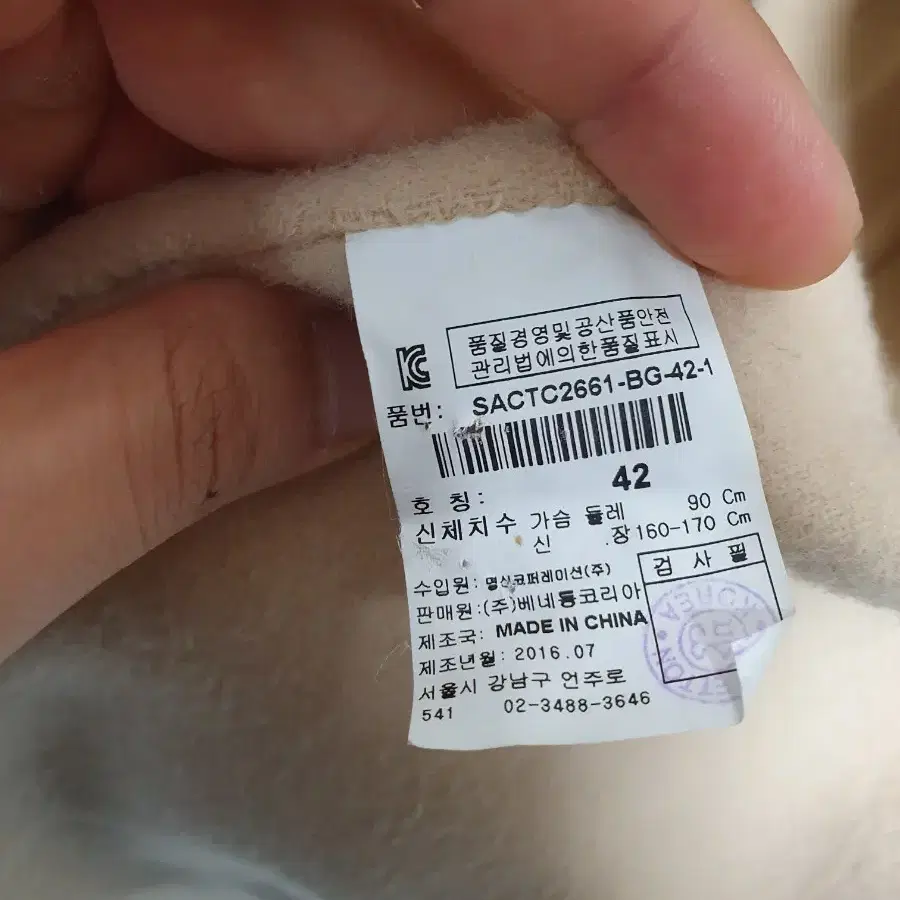 품질경영및공산품안전
관리법에의한품질표시
품번: SACTC2661-BG-42-1
호 칭: 42
신체치수 가슴 둘레 90 Cm
신 .장 160-170 Cm
검 사 필
수입원: 명신코퍼레이션(주)
판매원:(주)베네통코리아
제조국: MADE IN CHINA
제조년월: 2016.07
서울시 강남구 언주로
541 02-3488-3646